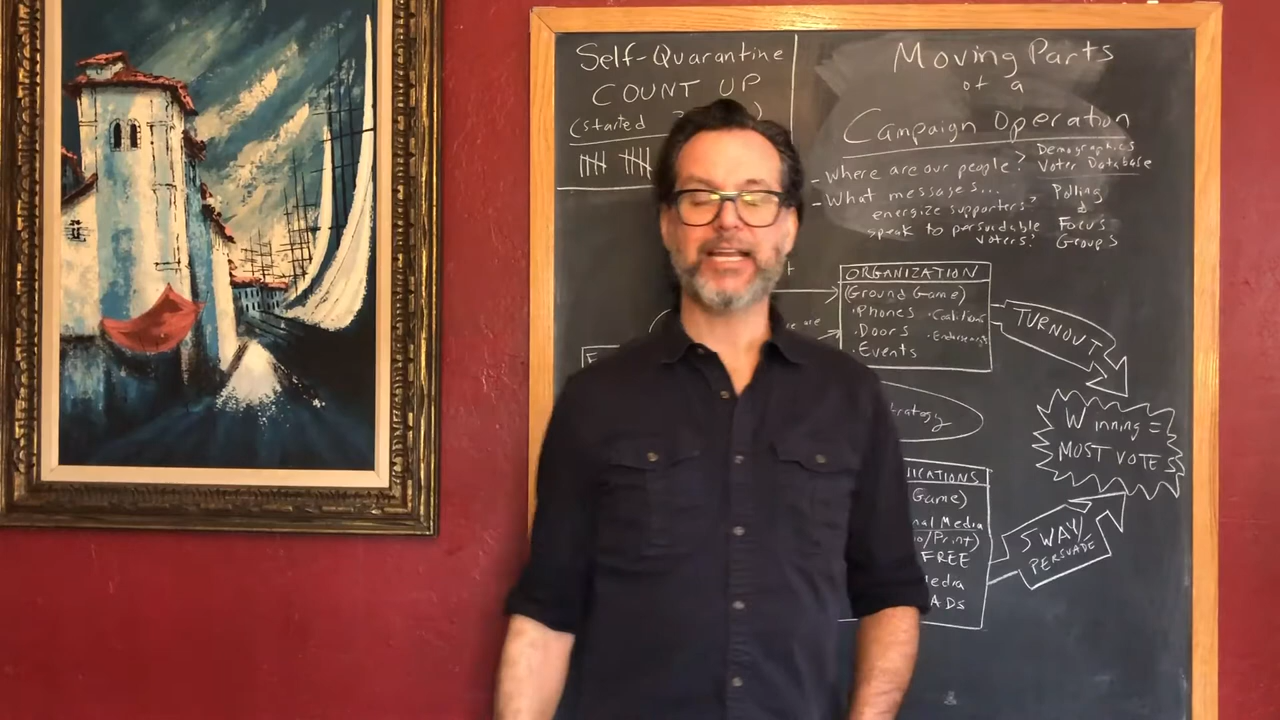 Self-Quarantine
COUNT UP
(started
Moving Parts
of a
Campaign Operation
- Where are our people?
Demographics
Voter Database
- What messages...
energize supporters?
speak to persuadable
voters?
Polling
&
Focus
Groups
ORGANIZATION
(Ground Game)
·Phones
·Coalitions
·Doors
·Endorsements
·Events
TURNOUT
Winning =
MOST VOTES
Game)
SWAY/
PERSUADE
FREE
ADs